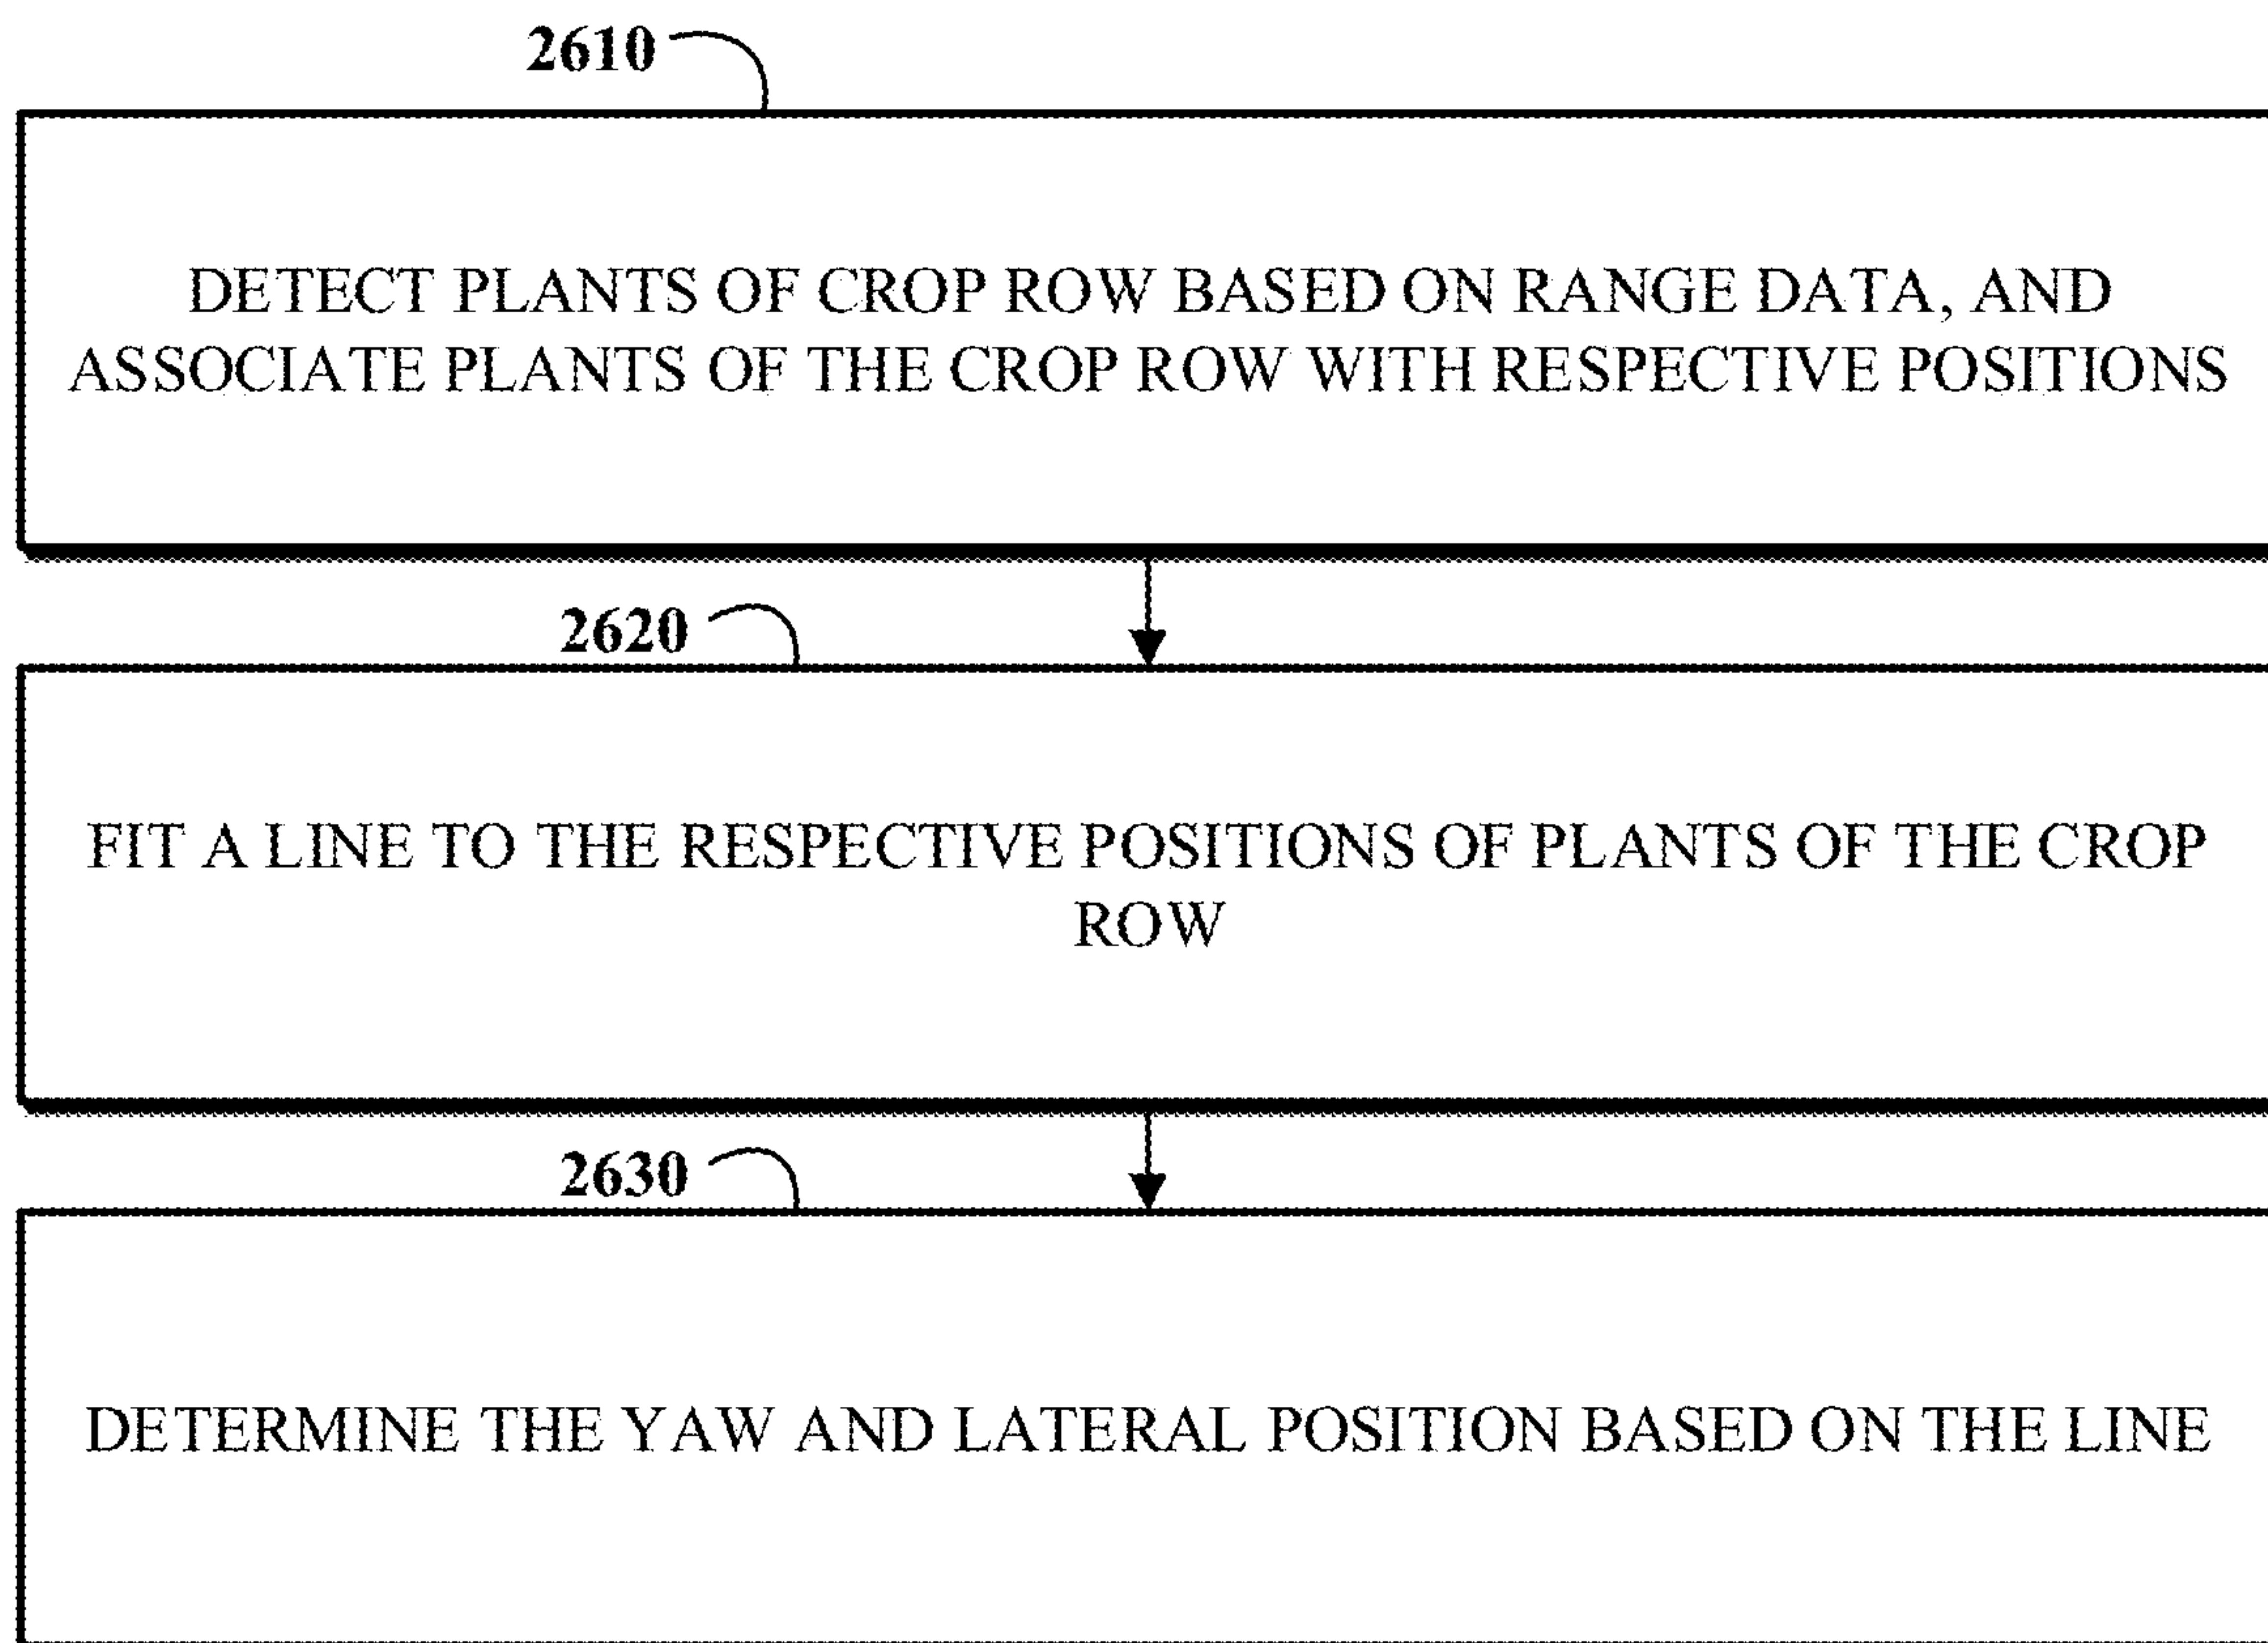 2610
DETECT PLANTS OF CROP ROW BASED ON RANGE DATA, AND
ASSOCIATE PLANTS OF THE CROP ROW WITH RESPECTIVE POSITIONS
2620
FIT A LINE TO THE RESPECTIVE POSITIONS OF PLANTS OF THE CROP
ROW
2630
DETERMINE THE YAW AND LATERAL POSITION BASED ON THE LINE